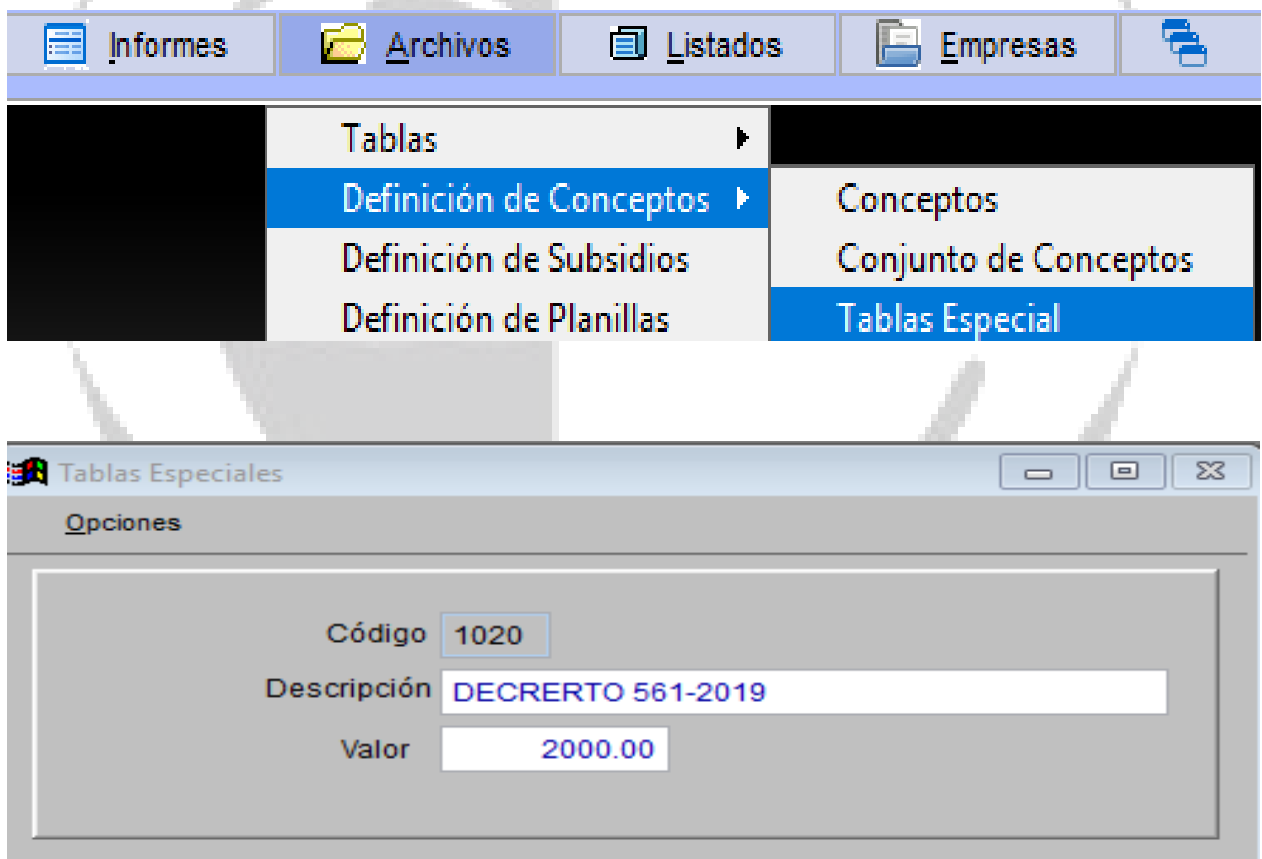 Informes Archivos Listados Empresas
Tablas
Definición de Conceptos Conceptos
Definición de Subsidios Conjunto de Conceptos
Definición de Planillas Tablas Especial
Tablas Especiales
Opciones
Código 1020
Descripción DECRERTO 561-2019
Valor 2000.00